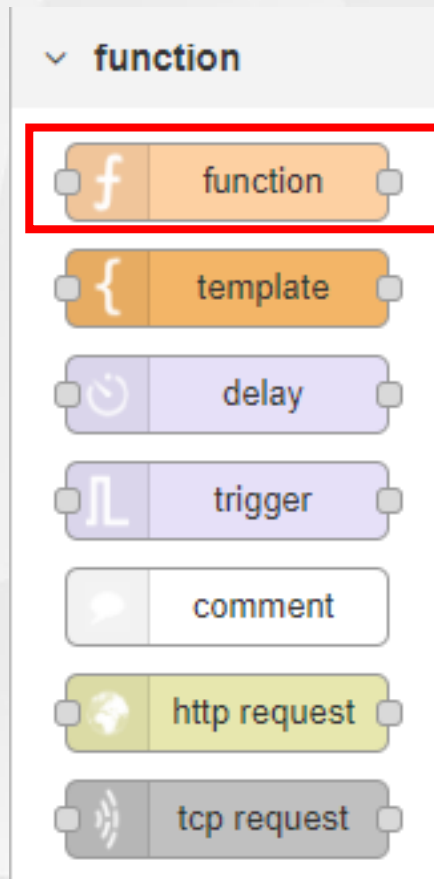 function
function
template
delay
trigger
comment
http request
tcp request